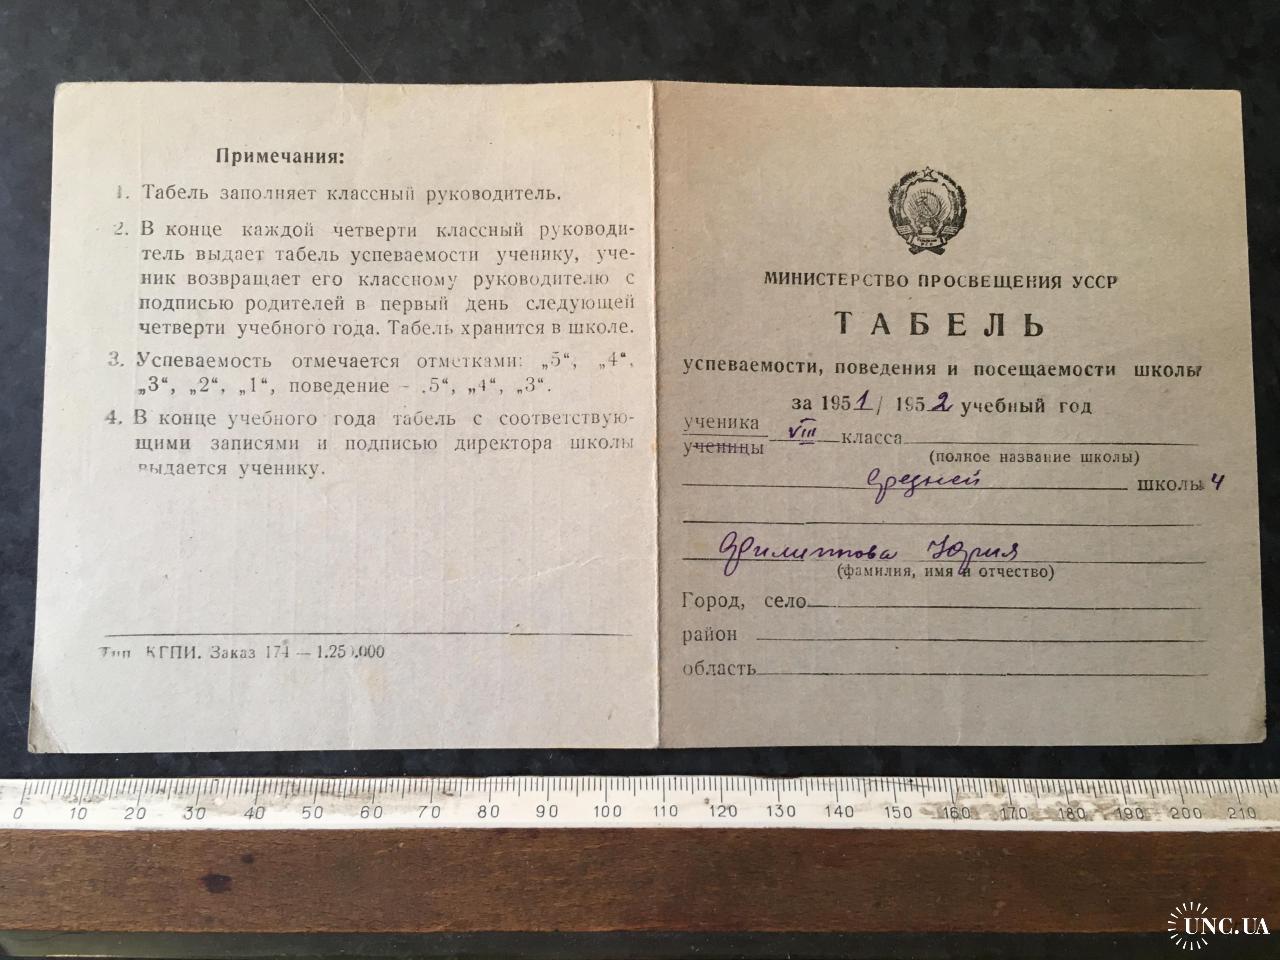 Примечания:
1. Табель заполняет классный руководитель.
2. В конце каждой четверти классный руководи-
тель выдает табель успеваемости ученику, уче-
ник возвращает его классному руководителю с
подписью родителей в первый день следующей
четверти учебного года. Табель хранится в школе.
3. Успеваемость отмечается отметками: „5“, „4“,
„3“, „2“, „1“, поведение - „5“, „4“, „3“.
4. В конце учебного года табель с соответствую-
щими записями и подписью директора школы
выдается ученику.
Тип КГПИ. Заказ 174 — 1.250.000
МИНИСТЕРСТВО ПРОСВЕЩЕНИЯ УССР
ТАБЕЛЬ
успеваемости, поведения и посещаемости школы
за 1951/1952 учебный год
ученика
ученицы VIII класса
(полное название школы)
средней школы 4
Филиппова Юрия
(фамилия, имя и отчество)
Город, село
район
область
0 10 20 30 40 50 60 70 80 90 100 110 120 130 140 150 160 170 180 190 200 210
UNC.UA